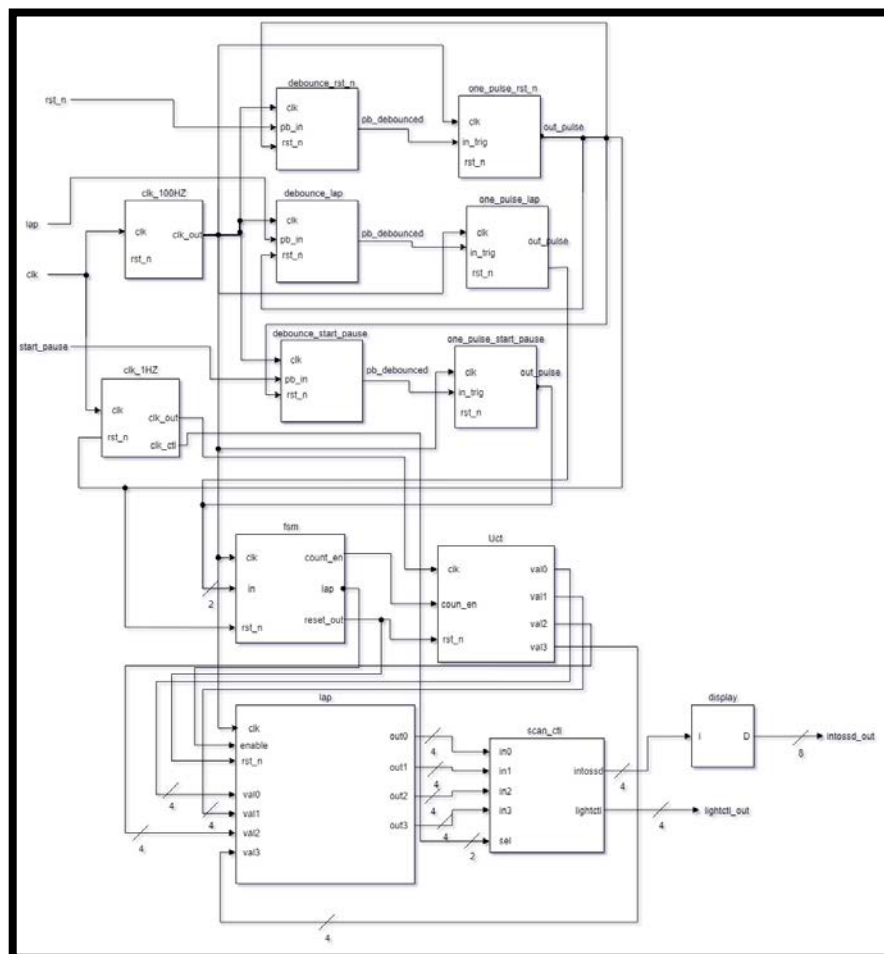 debounce_rst_n
clk
pb_in
rst_n
pb_debounced
one_pulse_rst_n
clk
in_trig
rst_n
out_pulse
rst_n
lap
clk
start_pause
clk_100HZ
clk
rst_n
clk_out
debounce_lap
clk
pb_in
rst_n
pb_debounced
one_pulse_lap
clk
in_trig
rst_n
out_pulse
debounce_start_pause
clk
pb_in
rst_n
pb_debounced
one_pulse_start_pause
clk
in_trig
rst_n
out_pulse
clk_1HZ
clk
rst_n
clk_out
clk_ctl
fsm
clk
in
2
rst_n
count_en
lap
reset_out
Uct
clk
coun_en
rst_n
val0
val1
val2
val3
lap
clk
enable
rst_n
val0
4
val1
4
val2
4
val3
4
out0
4
out1
4
out2
4
out3
4
scan_ctl
in0
in1
in2
in3
sel
2
intossd
4
lightctl
4
lightctl_out
display
i
D
8
intossd_out